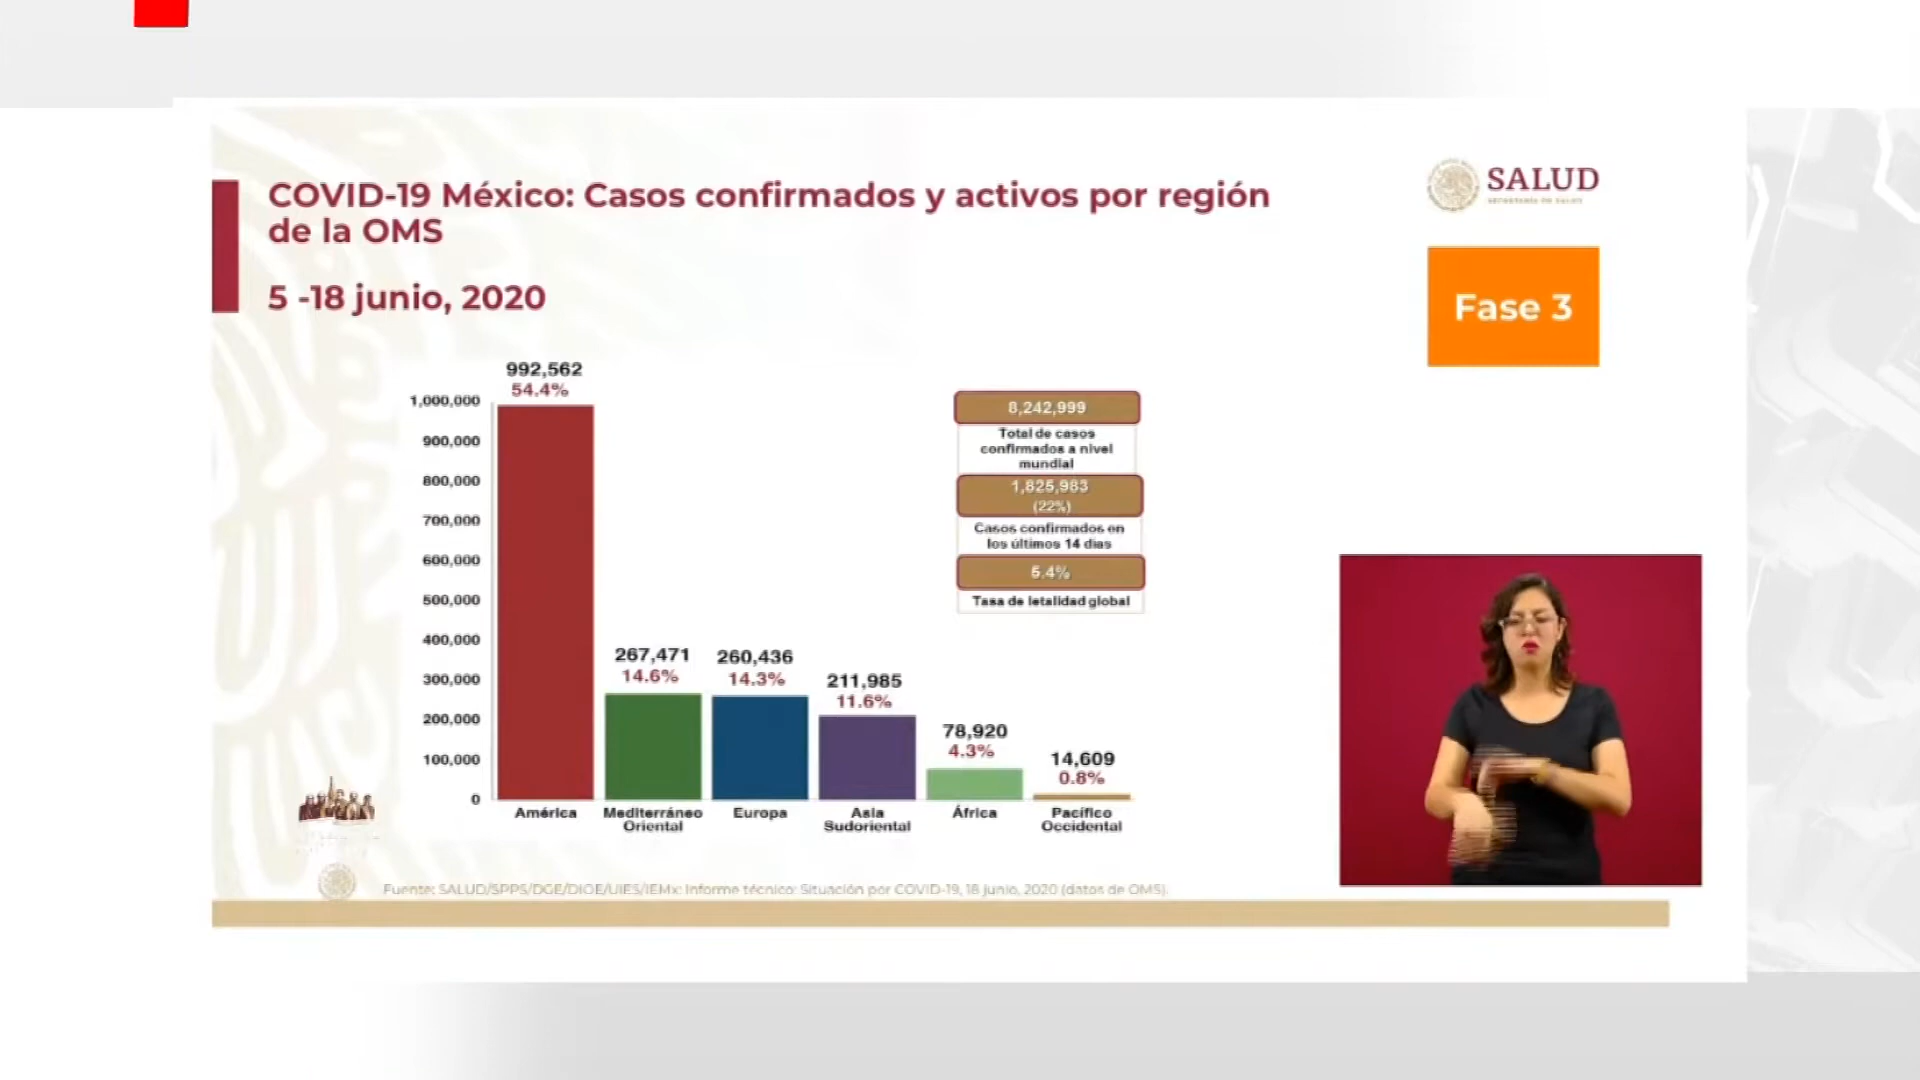 COVID-19 México: Casos confirmados y activos por región
de la OMS
5 -18 junio, 2020
SALUD
SECRETARÍA DE SALUD
Fase 3
992,562
54.4%
1,000,000
900,000
800,000
700,000
600,000
500,000
400,000
300,000
200,000
100,000
0
267,471
14.6%
260,436
14.3%
211,985
11.6%
78,920
4.3%
14,609
0.8%
América
Mediterráneo
Oriental
Europa
Asia
Sudoriental
África
Pacífico
Occidental
8,242,999
Total de casos
confirmados a nivel
mundial
1,825,983
(22%)
Casos confirmados en
los últimos 14 dias
5.4%
Tasa de letalidad global
Fuente: SALUD/SPPS/DGE/DIOE/UIES/IEMx: Informe técnico: Situación por COVID-19, 18 junio, 2020 (datos de OMS).